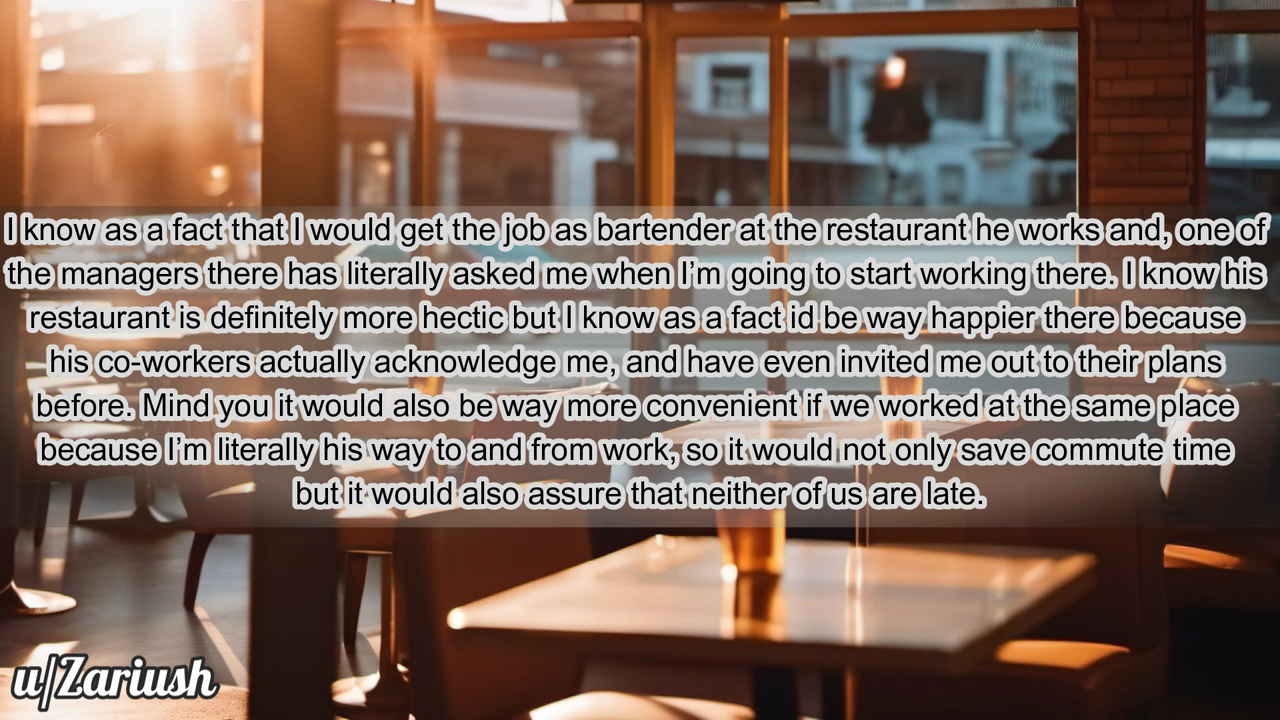 I know as a fact that I would get the job as bartender at the restaurant he works and, one of
the managers there has literally asked me when I’m going to start working there. I know his
restaurant is definitely more hectic but I know as a fact id be way happier there because
his co-workers actually acknowledge me, and have even invited me out to their plans
before. Mind you it would also be way more convenient if we worked at the same place
because I’m literally his way to and from work, so it would not only save commute time
but it would also assure that neither of us are late.
u/Zariush